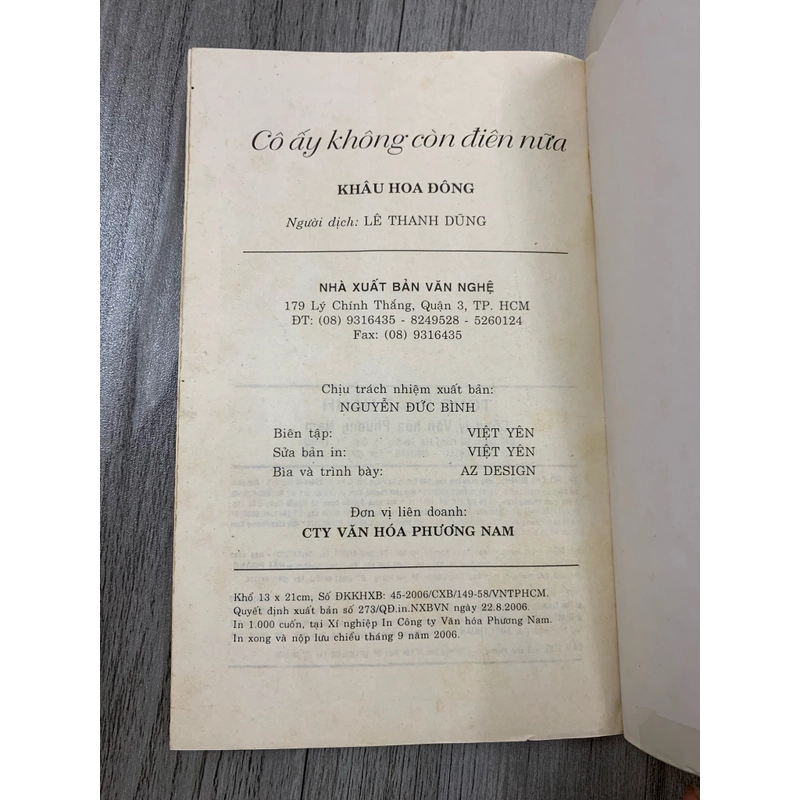 Cô ấy không còn điên nữa
KHÂU HOA ĐÔNG
Người dịch: LÊ THANH DŨNG
NHÀ XUẤT BẢN VĂN NGHỆ
179 Lý Chính Thắng, Quận 3, TP. HCM
ĐT: (08) 9316435 - 8249528 - 5260124
Fax: (08) 9316435
Chịu trách nhiệm xuất bản:
NGUYỄN ĐỨC BÌNH
Biên tập: VIỆT YÊN
Sửa bản in: VIỆT YÊN
Bìa và trình bày: AZ DESIGN
Đơn vị liên doanh:
CTY VĂN HÓA PHƯƠNG NAM
Khổ 13 x 21cm, Số ĐKKHXB: 45-2006/CXB/149-58/VNTPHCM.
Quyết định xuất bản số 273/QĐ.in.NXBVN ngày 22.8.2006.
In 1.000 cuốn, tại Xí nghiệp In Công ty Văn hóa Phương Nam.
In xong và nộp lưu chiểu tháng 9 năm 2006.